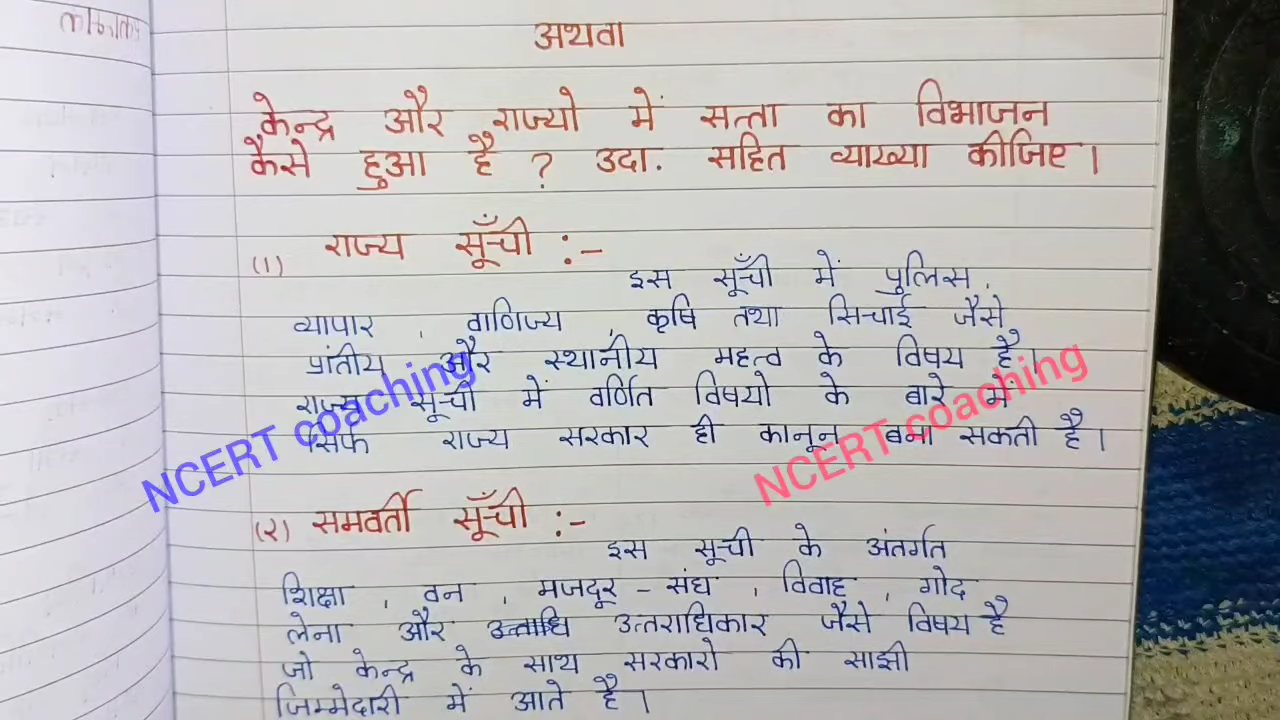 अथवा
केन्द्र और राज्यो में सत्ता का विभाजन
कैसे हुआ है ? उदा. सहित व्याख्या कीजिए।
(1) राज्य सूँची :-
इस सूँची में पुलिस,
व्यापार, वाणिज्य, कृषि तथा सिचाई जैसे
प्रांतीय और स्थानीय महत्व के विषय है।
राज्य सूची में वर्णित विषयो के बारे में
सिर्फ राज्य सरकार ही कानून बना सकती है।
NCERT coaching
NCERT coaching
(२) समवर्ती सूँची :-
इस सूची के अंतर्गत
शिक्षा, वन, मजदूर - संघ, विवाह, गोद
लेना और उत्तराधिकार जैसे विषय है
जो केन्द्र के साथ सरकारो की साझी
जिम्मेदारी में आते है।